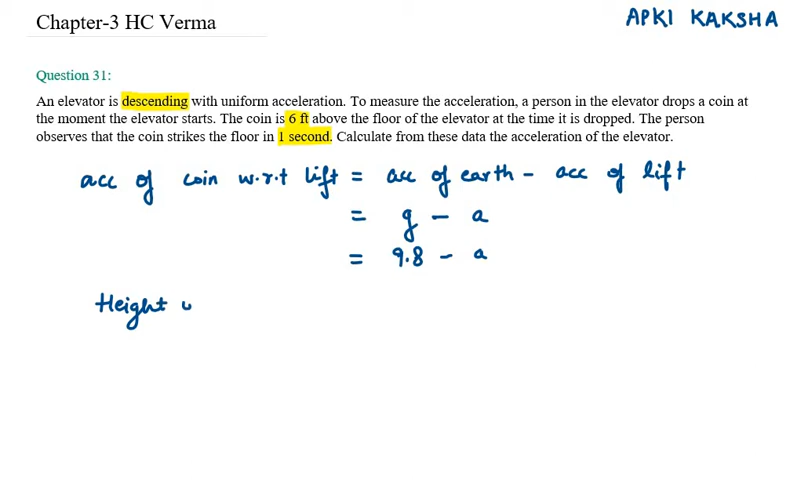 Chapter-3 HC Verma
APKI KAKSHA
Question 31:
An elevator is descending with uniform acceleration. To measure the acceleration, a person in the elevator drops a coin at
the moment the elevator starts. The coin is 6 ft above the floor of the elevator at the time it is dropped. The person
observes that the coin strikes the floor in 1 second. Calculate from these data the acceleration of the elevator.
acc of coin w.r.t lift = acc of earth - acc of lift
= g - a
= 9.8 - a
Height